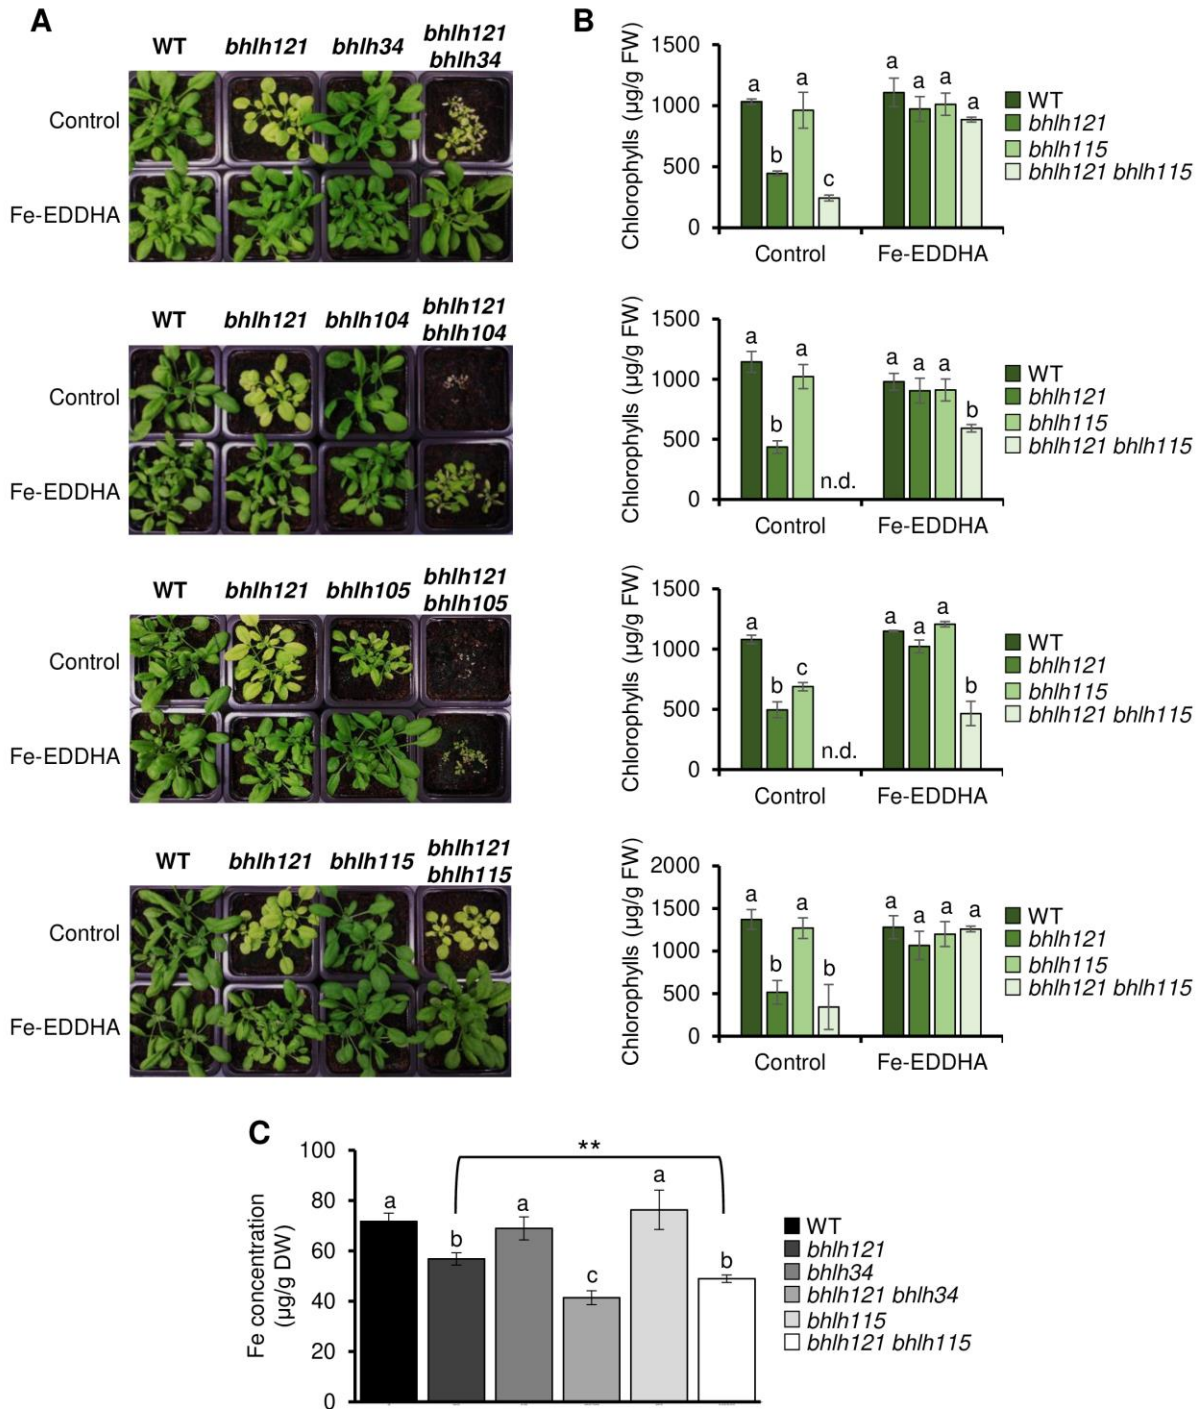 A
WT bhlh121 bhlh34 bhlh121
bhlh34
Control
Fe-EDDHA
WT bhlh121 bhlh104 bhlh121
bhlh104
Control
Fe-EDDHA
WT bhlh121 bhlh105 bhlh121
bhlh105
Control
Fe-EDDHA
WT bhlh121 bhlh115 bhlh121
bhlh115
Control
Fe-EDDHA
B
Chlorophylls (µg/g FW)
1500
1000
500
0
a b a c a a a a
Control Fe-EDDHA
WT
bhlh121
bhlh115
bhlh121 bhlh115
Chlorophylls (µg/g FW)
1500
1000
500
0
a b a n.d. a a a b
Control Fe-EDDHA
WT
bhlh121
bhlh115
bhlh121 bhlh115
Chlorophylls (µg/g FW)
1500
1000
500
0
a b c n.d. a a a b
Control Fe-EDDHA
WT
bhlh121
bhlh115
bhlh121 bhlh115
Chlorophylls (µg/g FW)
2000
1500
1000
500
0
a b a b a a a a
Control Fe-EDDHA
WT
bhlh121
bhlh115
bhlh121 bhlh115
C
Fe concentration
(µg/g DW)
100
80
60
40
20
0
**
a b a c a b
WT
bhlh121
bhlh34
bhlh121 bhlh34
bhlh115
bhlh121 bhlh115